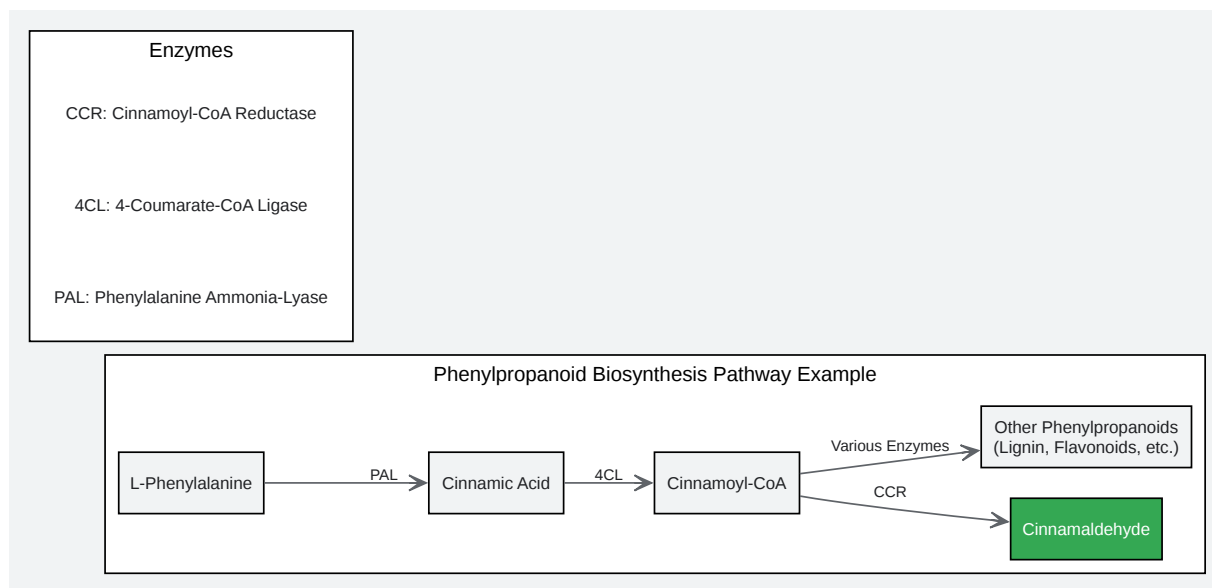 Enzymes
CCR: Cinnamoyl-CoA Reductase
4CL: 4-Coumarate-CoA Ligase
PAL: Phenylalanine Ammonia-Lyase
Phenylpropanoid Biosynthesis Pathway Example
L-Phenylalanine
PAL
Cinnamic Acid
4CL
Cinnamoyl-CoA
Various Enzymes
Other Phenylpropanoids
(Lignin, Flavonoids, etc.)
CCR
Cinnamaldehyde